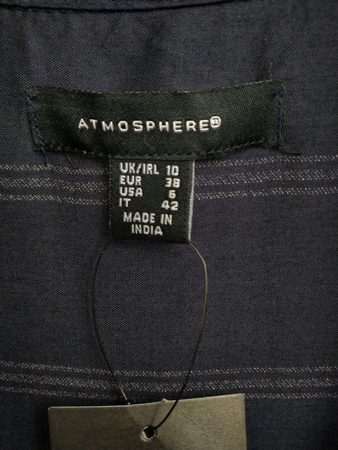 ATMOSPHERE®
UK/IRL 10
EUR 38
USA 6
IT 42
MADE IN
INDIA